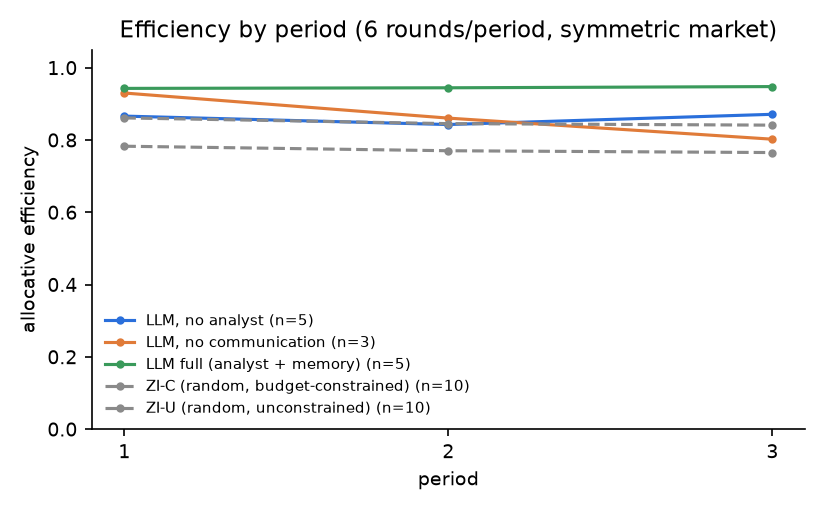 Efficiency by period (6 rounds/period, symmetric market)
allocative efficiency
1.0
0.8
0.6
0.4
0.2
0.0
LLM, no analyst (n=5)
LLM, no communication (n=3)
LLM full (analyst + memory) (n=5)
ZI-C (random, budget-constrained) (n=10)
ZI-U (random, unconstrained) (n=10)
1 2 3
period